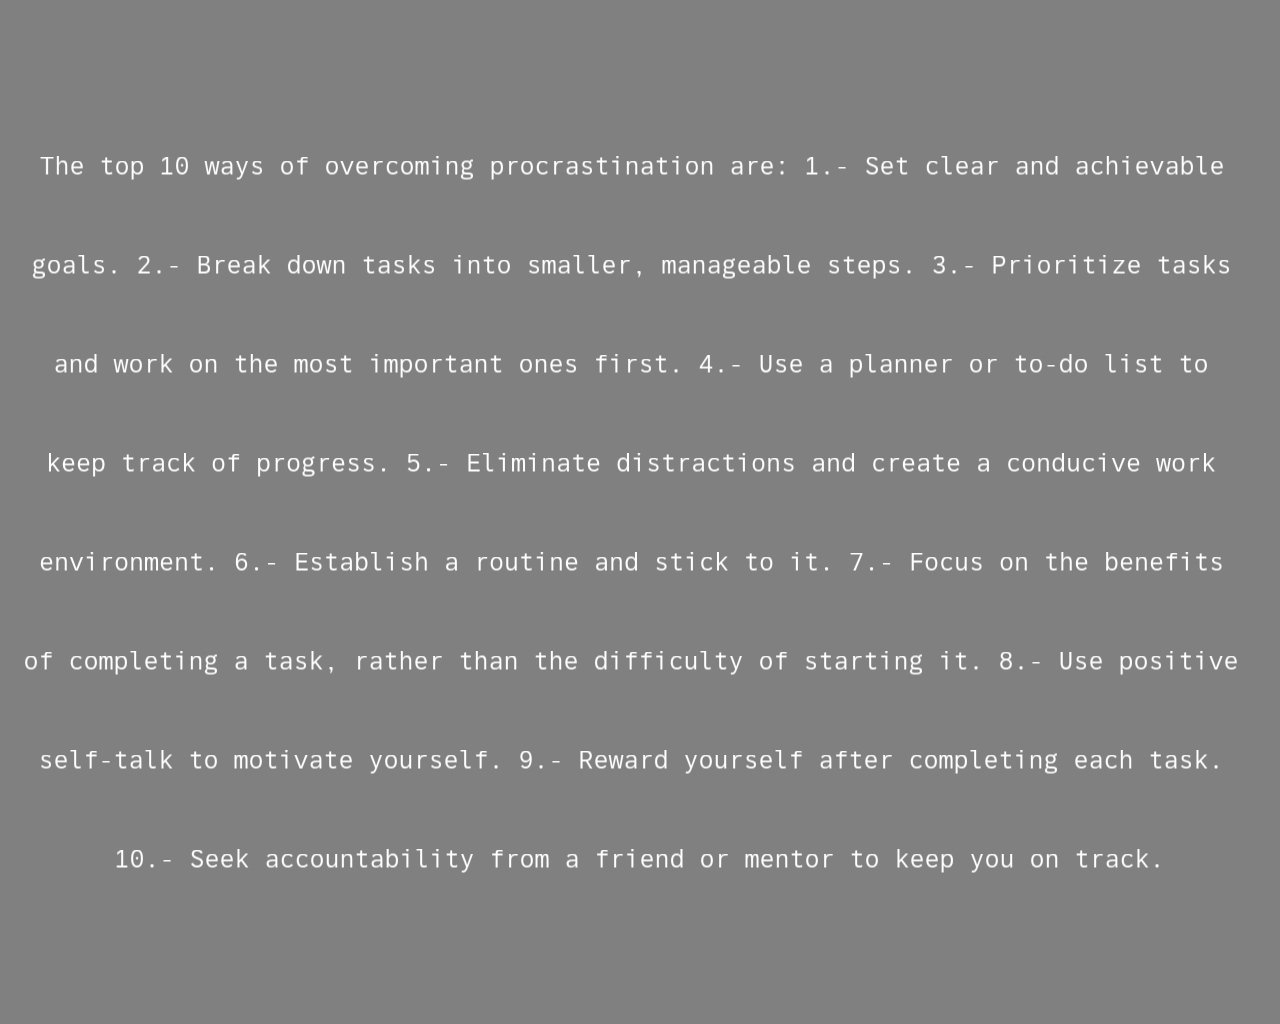 The top 10 ways of overcoming procrastination are: 1.- Set clear and achievable
goals. 2.- Break down tasks into smaller, manageable steps. 3.- Prioritize tasks
and work on the most important ones first. 4.- Use a planner or to-do list to
keep track of progress. 5.- Eliminate distractions and create a conducive work
environment. 6.- Establish a routine and stick to it. 7.- Focus on the benefits
of completing a task, rather than the difficulty of starting it. 8.- Use positive
self-talk to motivate yourself. 9.- Reward yourself after completing each task.
10.- Seek accountability from a friend or mentor to keep you on track.